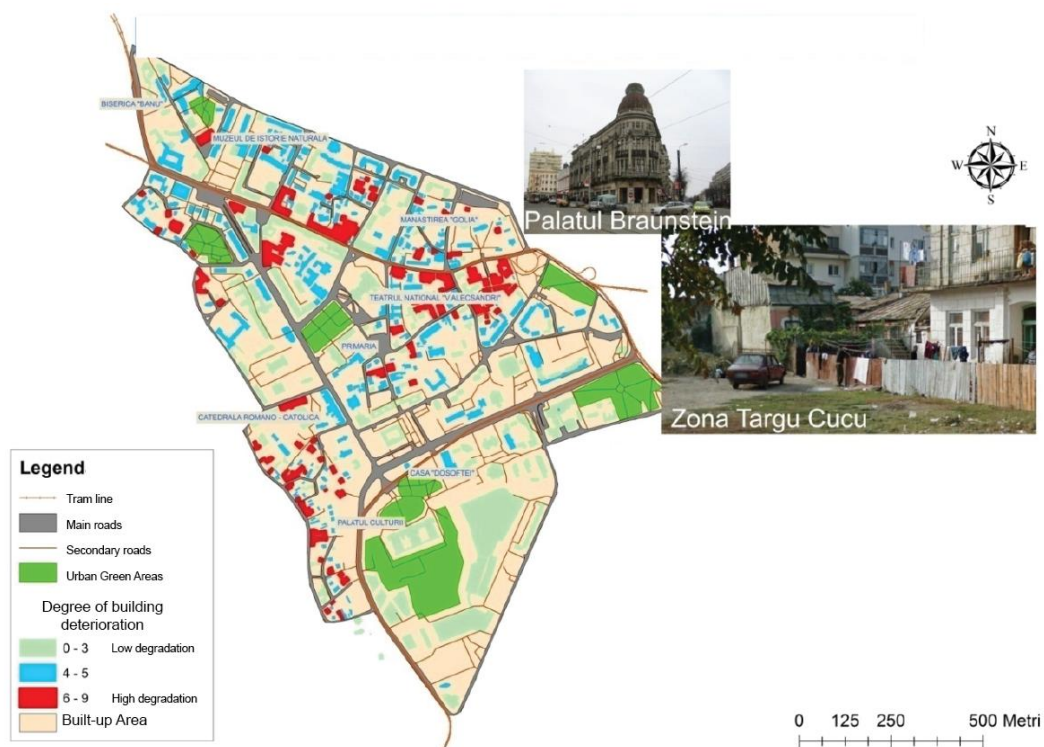 BISERICA "BANU"
MUZEUL DE ISTORIE NATURALA
MANASTIREA "GOLIA"
TEATRUL NATIONAL "V.ALECSANDRI"
PRIMARIA
CATEDRALA ROMANO - CATOLICA
CASA "DOSOFTEI"
PALATUL CULTURII
Palatul Braunstein
Zona Targu Cucu
N
W
E
S
Legend
Tram line
Main roads
Secondary roads
Urban Green Areas
Degree of building
deterioration
0 - 3 Low degradation
4 - 5
6 - 9 High degradation
Built-up Area
0 125 250 500 Metri